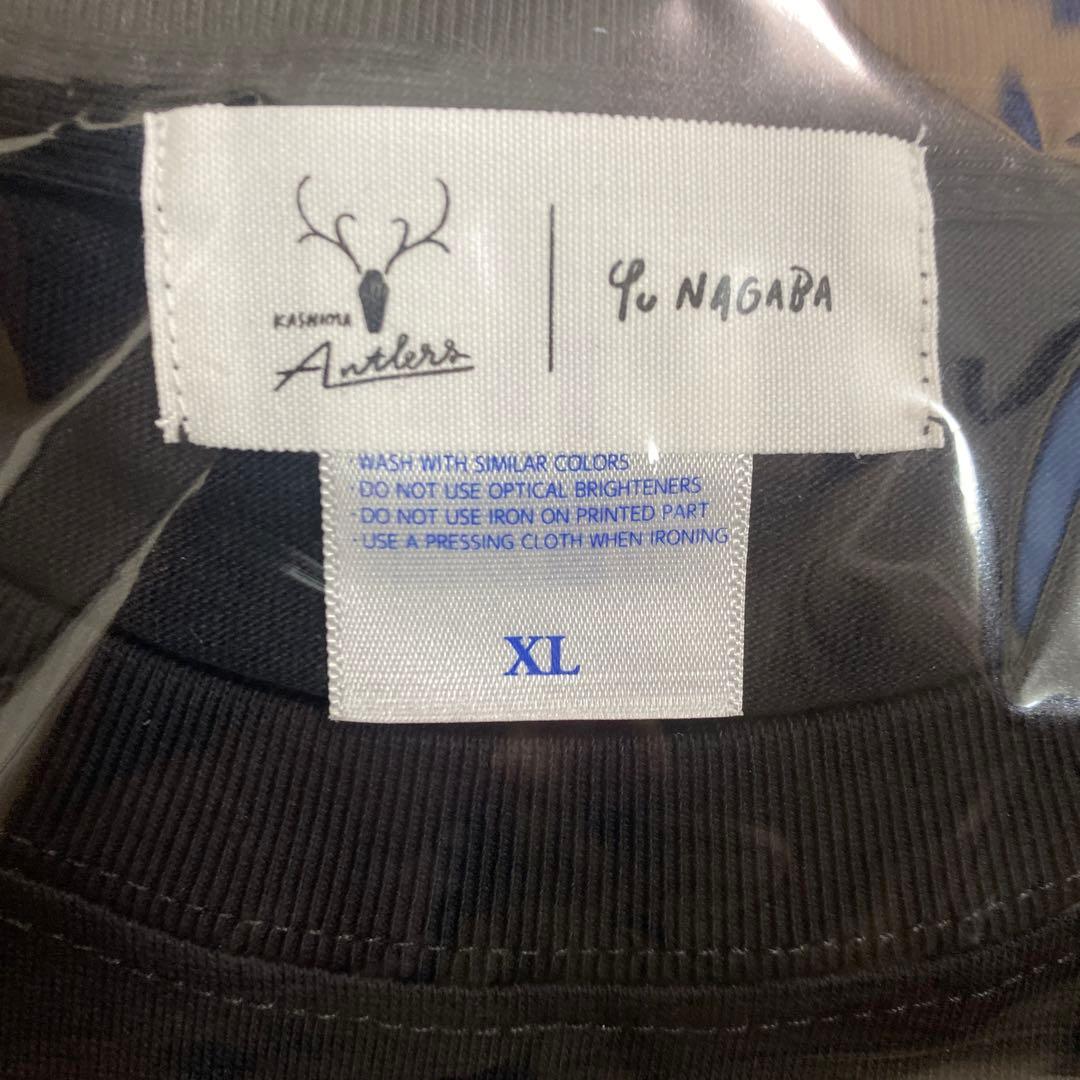 KASHIMA
Antlers
Yu NAGABA
·WASH WITH SIMILAR COLORS
·DO NOT USE OPTICAL BRIGHTENERS
·DO NOT USE IRON ON PRINTED PART
·USE A PRESSING CLOTH WHEN IRONING
XL